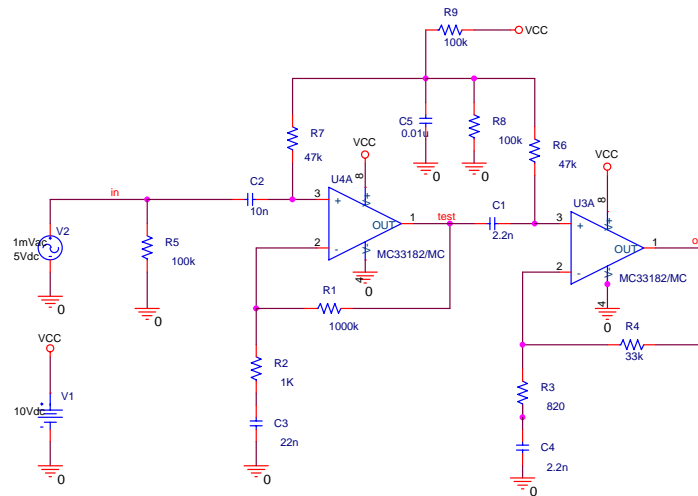 R9
100k
VCC
R7
47k
C5
0.01u
R8
100k
R6
47k
0
0
VCC
VCC
in
C2
10n
U4A
8
V+
3
+
OUT
1
2
-
V-
4
MC33182/MC
0
test
C1
2.2n
U3A
8
V+
3
+
OUT
1
o
2
-
V-
4
MC33182/MC
0
V2
1mVac
5Vdc
0
R5
100k
0
R1
1000k
R4
33k
VCC
V1
10Vdc
0
R2
1K
C3
22n
0
R3
820
C4
2.2n
0